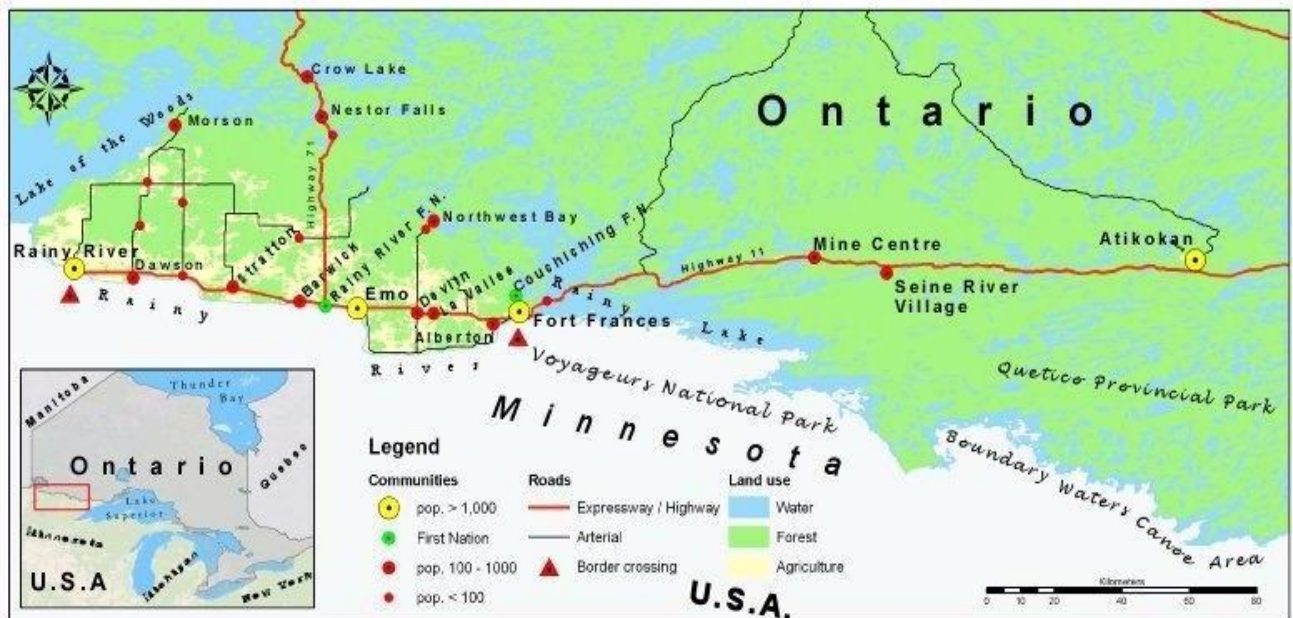 Crow Lake
Nestor Falls
Morson
Lake of the Woods
Ontario
Highway 71
Northwest Bay
Rainy River F.N.
Couchiching F.N.
Rainy River
Dawson
Stratton
Barwick
Emo
Devlin
La Vallee
Alberton
Fort Frances
Rainy Lake
Highway 11
Mine Centre
Seine River
Village
Atikokan
Rainy
River
Voyageurs National Park
Minnesota
Quetico Provincial Park
Boundary Waters Canoe Area
U.S.A.
Manitoba
Thunder
Bay
Ontario
Quebec
Lake
Superior
Minnesota
Michigan
New York
U.S.A
Legend
Communities
pop. > 1,000
First Nation
pop. 100 - 1000
pop. < 100
Roads
Expressway / Highway
Arterial
Border crossing
Land use
Water
Forest
Agriculture
Kilometers
0 5 10 20 40 60 80